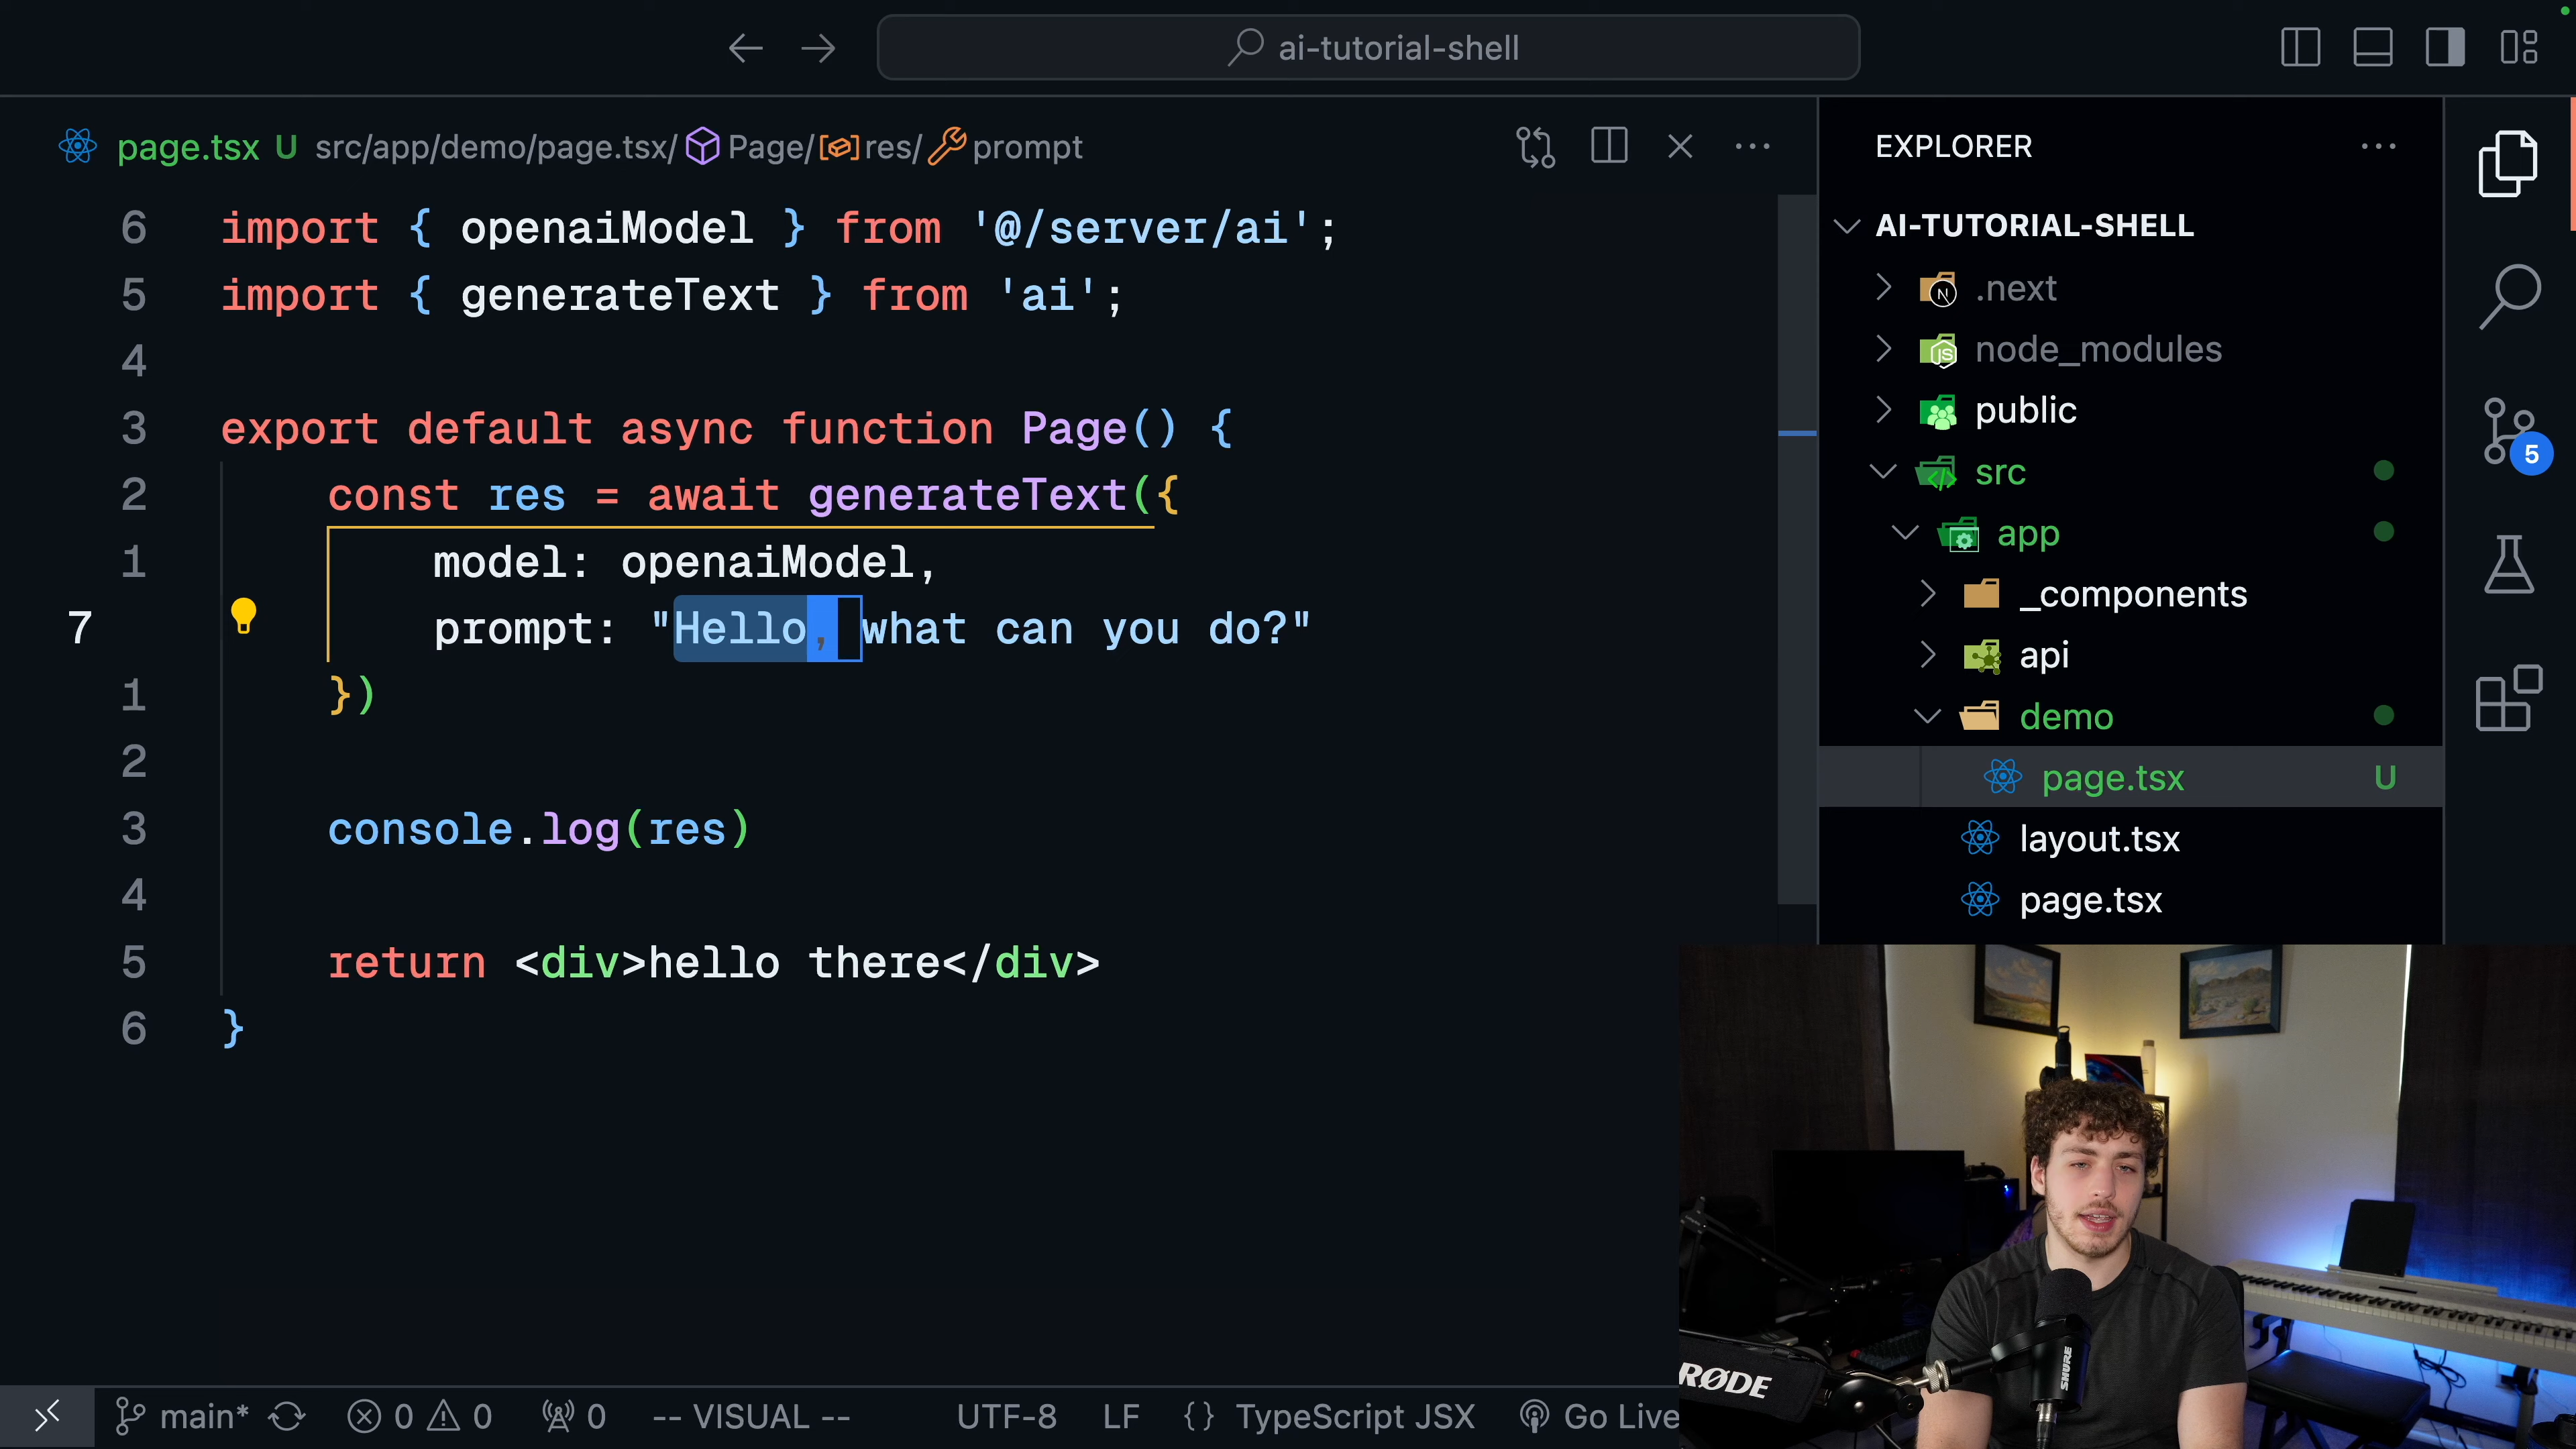 ai-tutorial-shell
page.tsx U src/app/demo/page.tsx/ Page/ res/ prompt
6 import { openaiModel } from '@/server/ai';
5 import { generateText } from 'ai';
4
3 export default async function Page() {
2 const res = await generateText({
1 model: openaiModel,
7 prompt: "Hello, what can you do?"
1 })
2
3 console.log(res)
4
5 return <div>hello there</div>
6 }
EXPLORER
AI-TUTORIAL-SHELL
.next
node_modules
public
src
app
_components
api
demo
page.tsx U
layout.tsx
page.tsx
5
RØDE
SHURE
main* 0 0 0 -- VISUAL -- UTF-8 LF {} TypeScript JSX Go Live